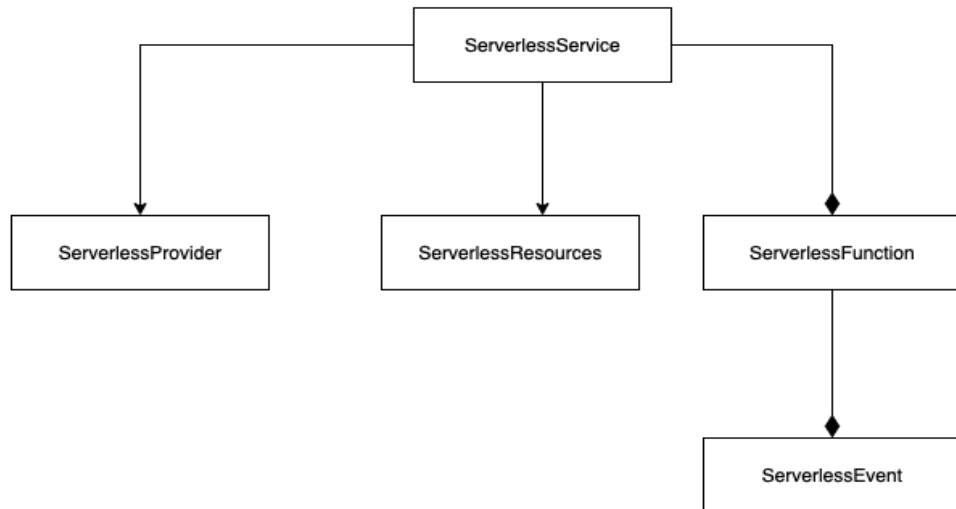 ServerlessService
ServerlessProvider
ServerlessResources
ServerlessFunction
ServerlessEvent